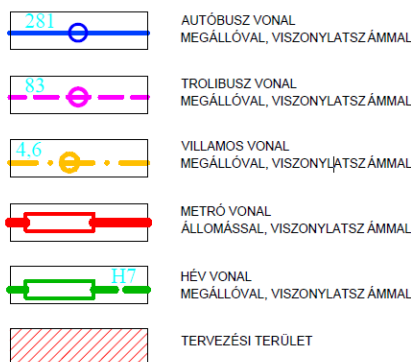 281
AUTÓBUSZ VONAL
MEGÁLLÓVAL, VISZONYLATSZÁMMAL
83
TROLIBUSZ VONAL
MEGÁLLÓVAL, VISZONYLATSZÁMMAL
4,6
VILLAMOS VONAL
MEGÁLLÓVAL, VISZONYLATSZÁMMAL
METRÓ VONAL
ÁLLOMÁSSAL, VISZONYLATSZÁMMAL
H7
HÉV VONAL
MEGÁLLÓVAL, VISZONYLATSZÁMMAL
TERVEZÉSI TERÜLET